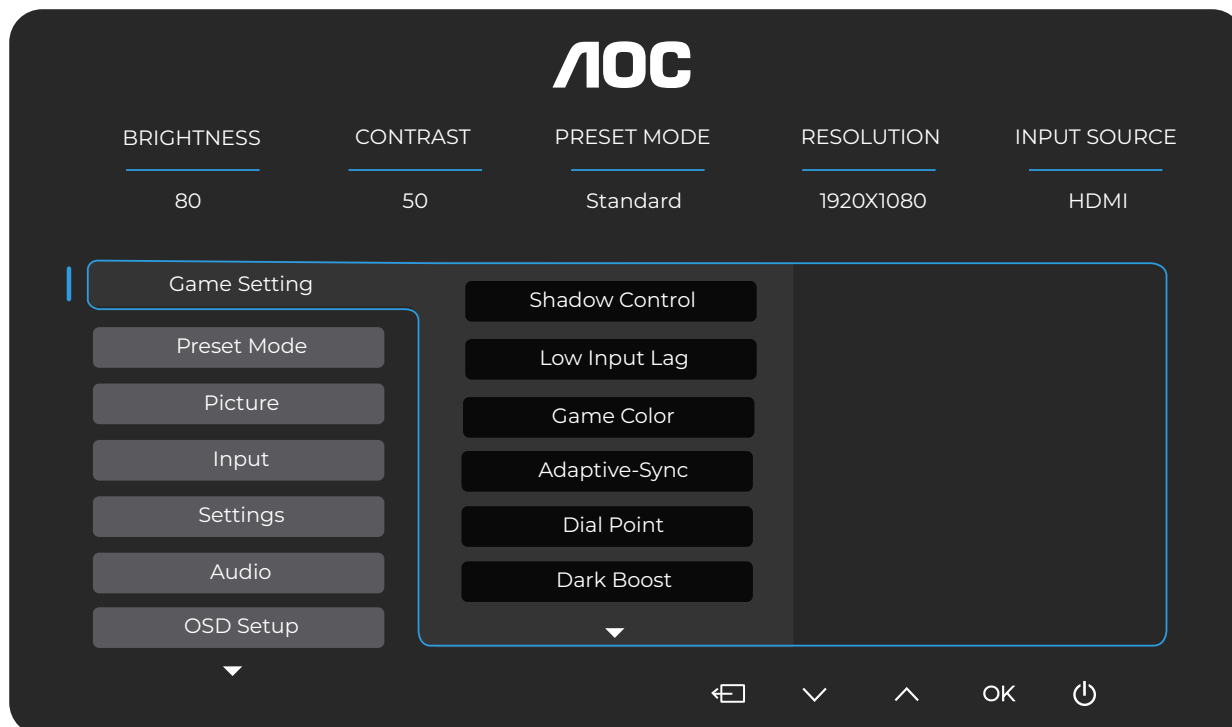 AOC
BRIGHTNESS CONTRAST PRESET MODE RESOLUTION INPUT SOURCE
80 50 Standard 1920X1080 HDMI
Game Setting
Preset Mode
Picture
Input
Settings
Audio
OSD Setup
Shadow Control
Low Input Lag
Game Color
Adaptive-Sync
Dial Point
Dark Boost
OK